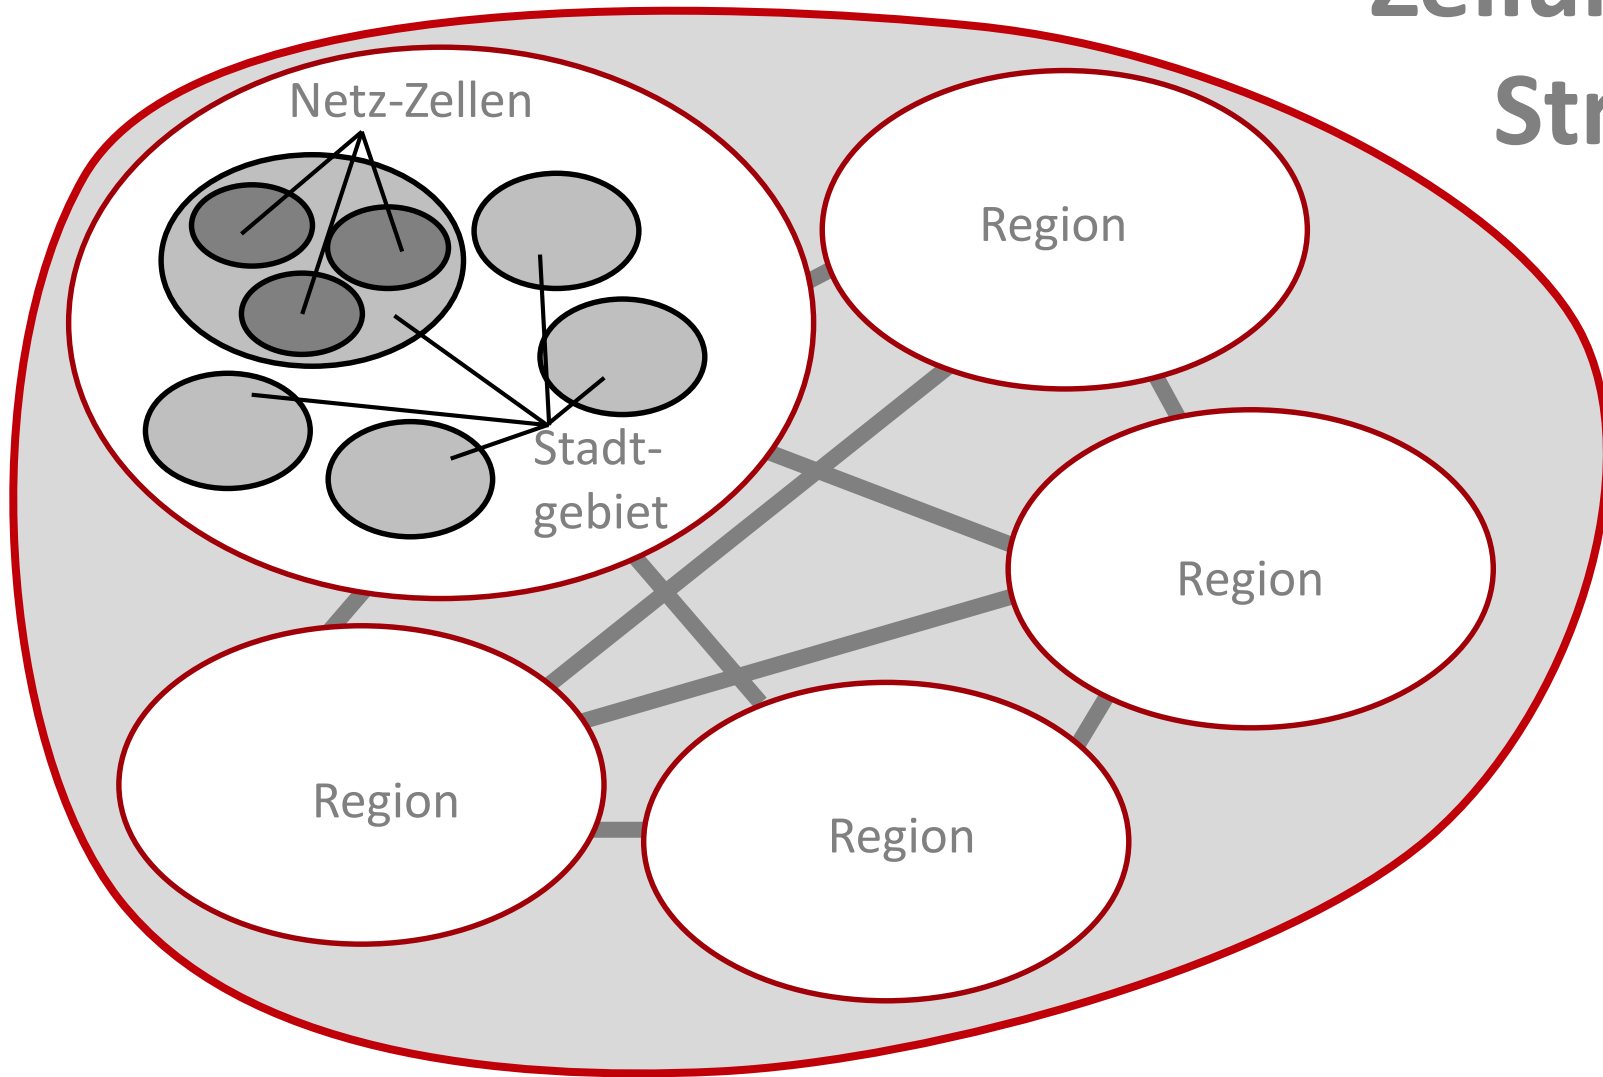 Netz-Zellen
Region
Stadt-
gebiet
Region
Region
Region